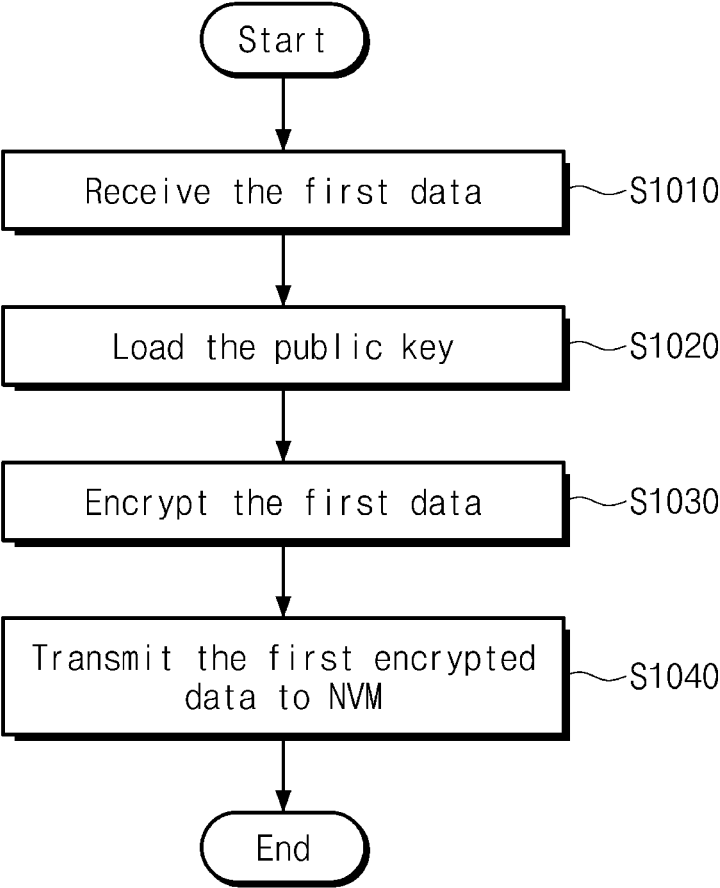 Start
Receive the first data
S1010
Load the public key
S1020
Encrypt the first data
S1030
Transmit the first encrypted
data to NVM
S1040
End